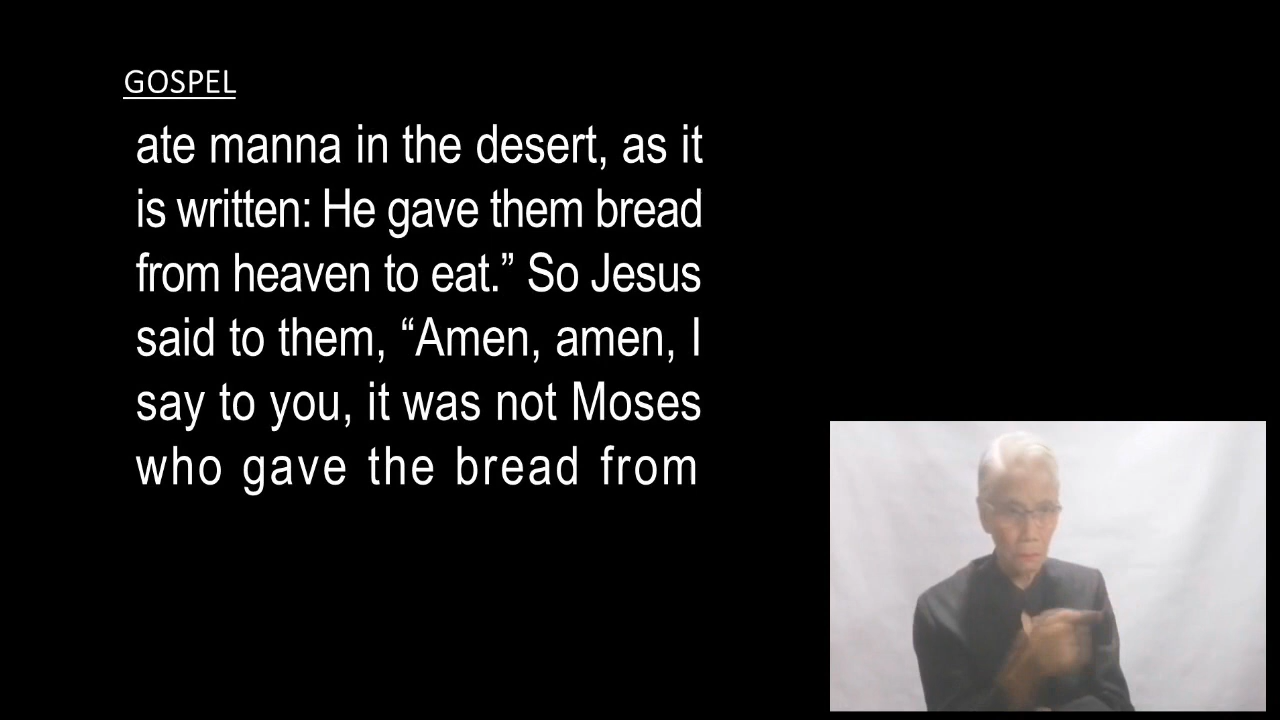 GOSPEL
ate manna in the desert, as it
is written: He gave them bread
from heaven to eat.” So Jesus
said to them, “Amen, amen, I
say to you, it was not Moses
who gave the bread from